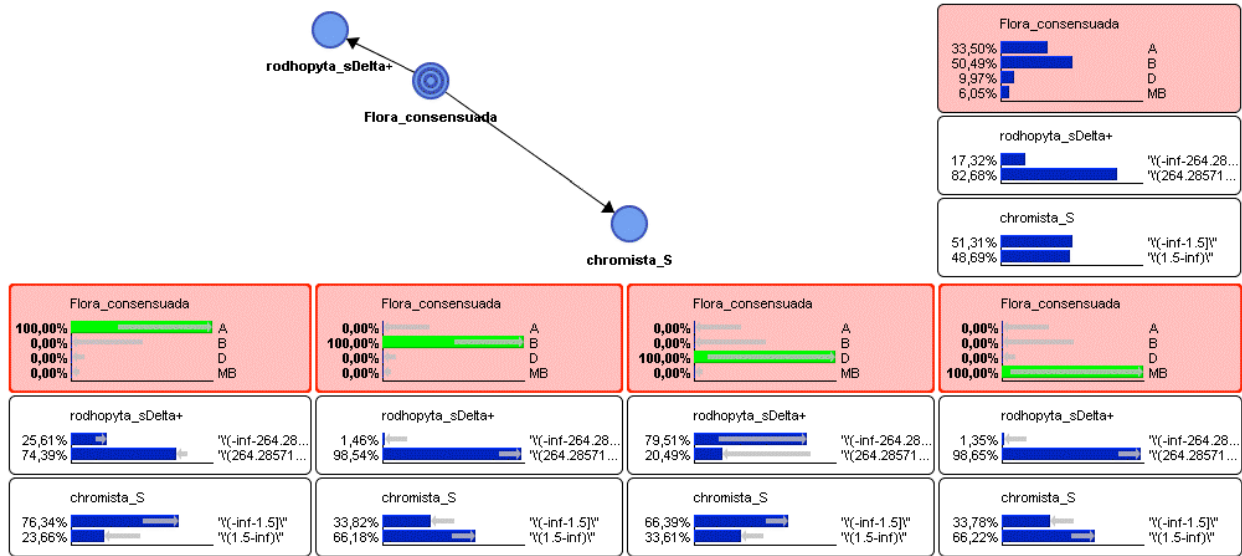 rodhopyta_sDelta+
Flora_consensuada
chromista_S
Flora_consensuada
33,50% A
50,49% B
9,97% D
6,05% MB
rodhopyta_sDelta+
17,32% "\'(-inf-264.28...
82,68% "\'(264.28571...
chromista_S
51,31% "\'(-inf-1.5]\'"
48,69% "\'(1.5-inf)\'"
Flora_consensuada
100,00% A
0,00% B
0,00% D
0,00% MB
rodhopyta_sDelta+
25,61% "\'(-inf-264.28...
74,39% "\'(264.28571...
chromista_S
76,34% "\'(-inf-1.5]\'"
23,66% "\'(1.5-inf)\'"
Flora_consensuada
0,00% A
100,00% B
0,00% D
0,00% MB
rodhopyta_sDelta+
1,46% "\'(-inf-264.28...
98,54% "\'(264.28571...
chromista_S
33,82% "\'(-inf-1.5]\'"
66,18% "\'(1.5-inf)\'"
Flora_consensuada
0,00% A
0,00% B
100,00% D
0,00% MB
rodhopyta_sDelta+
79,51% "\'(-inf-264.28...
20,49% "\'(264.28571...
chromista_S
66,39% "\'(-inf-1.5]\'"
33,61% "\'(1.5-inf)\'"
Flora_consensuada
0,00% A
0,00% B
0,00% D
100,00% MB
rodhopyta_sDelta+
1,35% "\'(-inf-264.28...
98,65% "\'(264.28571...
chromista_S
33,78% "\'(-inf-1.5]\'"
66,22% "\'(1.5-inf)\'"